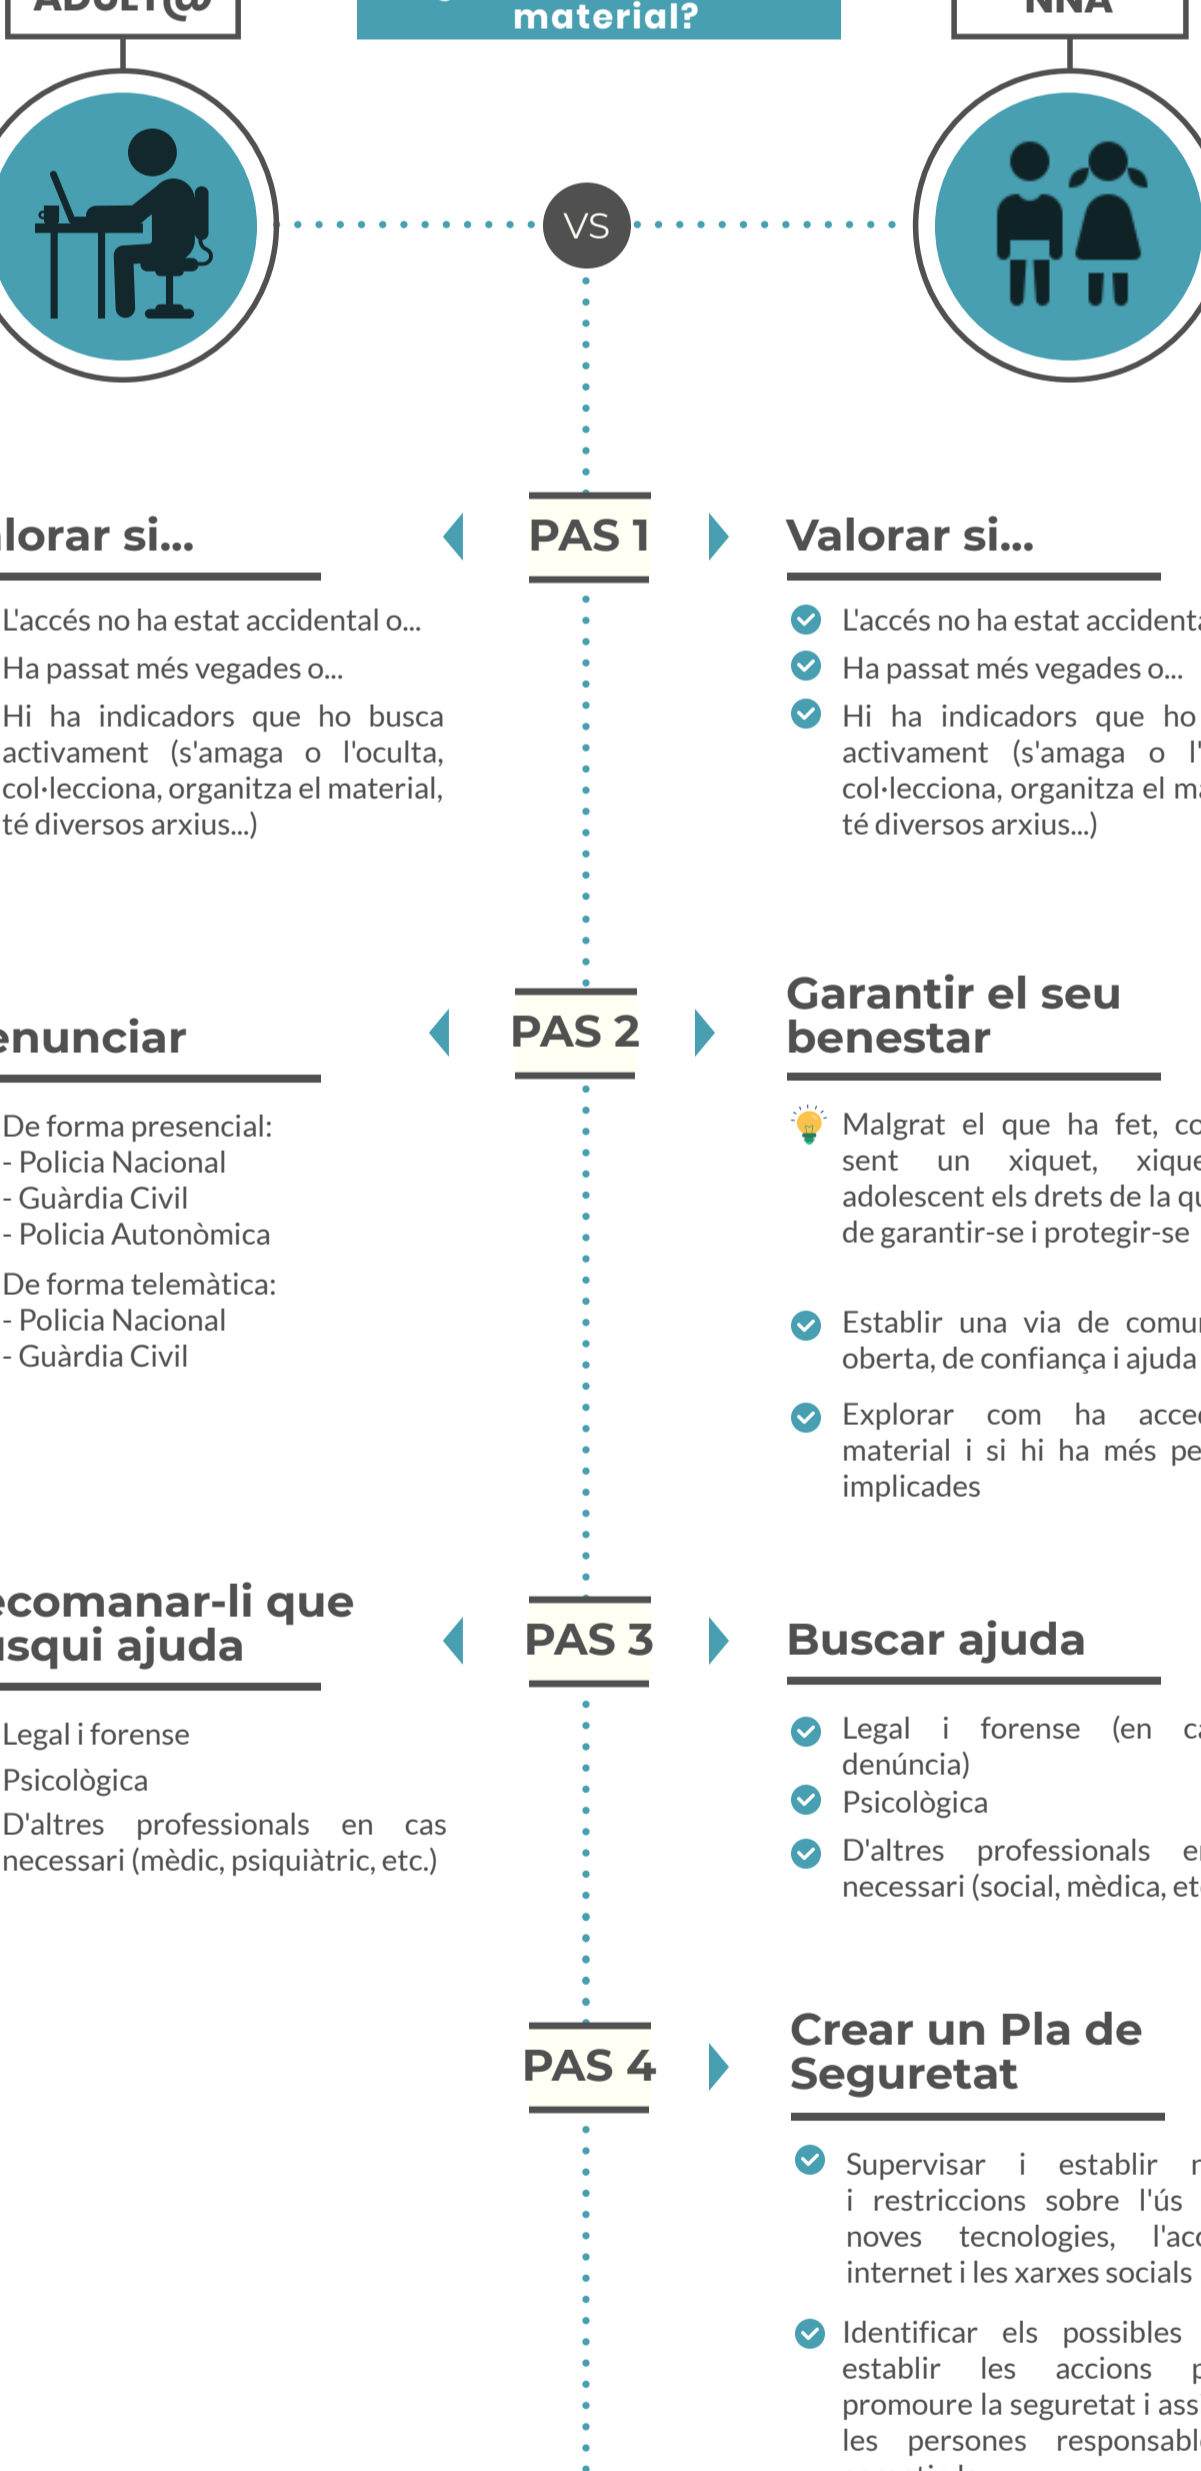 ADULT@
material?
NNA
VS
PAS 1
lorar si...
L'accés no ha estat accidental o...
Ha passat més vegades o...
Hi ha indicadors que ho busca
activament (s'amaga o l'oculta,
col·lecciona, organitza el material,
té diversos arxius...)
Valorar si...
L'accés no ha estat accidenta
Ha passat més vegades o...
Hi ha indicadors que ho
activament (s'amaga o l'
col·lecciona, organitza el ma
té diversos arxius...)
PAS 2
enunciar
De forma presencial:
- Policia Nacional
- Guàrdia Civil
- Policia Autonòmica
De forma telemàtica:
- Policia Nacional
- Guàrdia Civil
Garantir el seu
benestar
Malgrat el que ha fet, co
sent un xiquet, xique
adolescent els drets de la qu
de garantir-se i protegir-se
Establir una via de comu
oberta, de confiança i ajuda
Explorar com ha acce
material i si hi ha més pe
implicades
PAS 3
ecomanar-li que
usqui ajuda
Legal i forense
Psicològica
D'altres professionals en cas
necessari (mèdic, psiquiàtric, etc.)
Buscar ajuda
Legal i forense (en ca
denúncia)
Psicològica
D'altres professionals e
necessari (social, mèdica, et
PAS 4
Crear un Pla de
Seguretat
Supervisar i establir n
i restriccions sobre l'ús
noves tecnologies, l'acc
internet i les xarxes socials
Identificar els possibles
establir les accions p
promoure la seguretat i ass
les persones responsabl